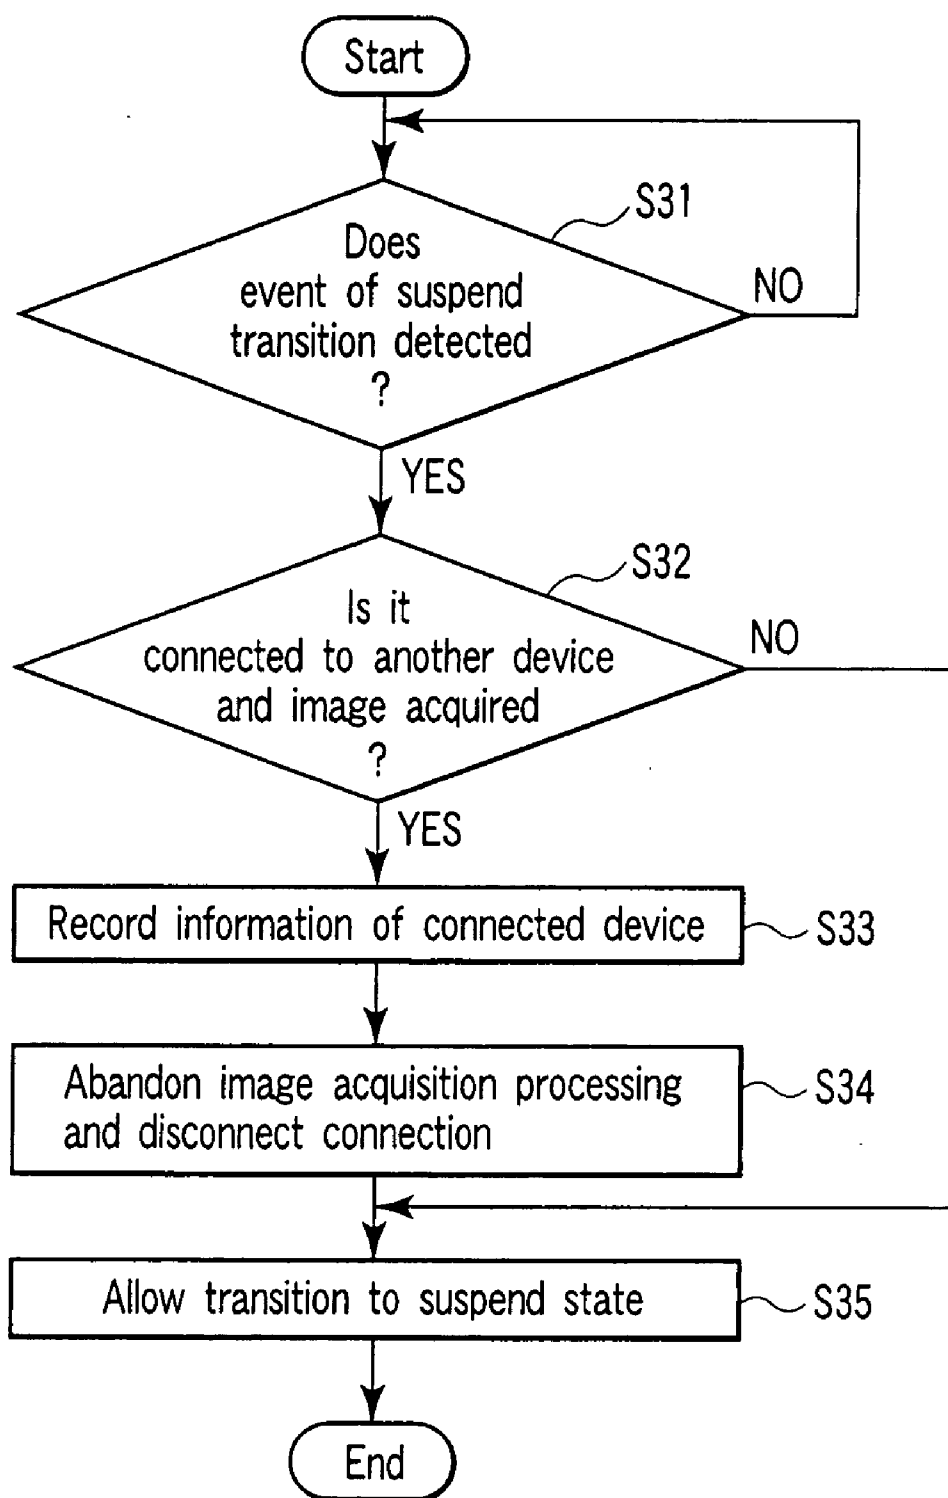 Start
S31
Does
event of suspend
transition detected
?
NO
YES
S32
Is it
connected to another device
and image acquired
?
NO
YES
Record information of connected device
S33
Abandon image acquisition processing
and disconnect connection
S34
Allow transition to suspend state
S35
End